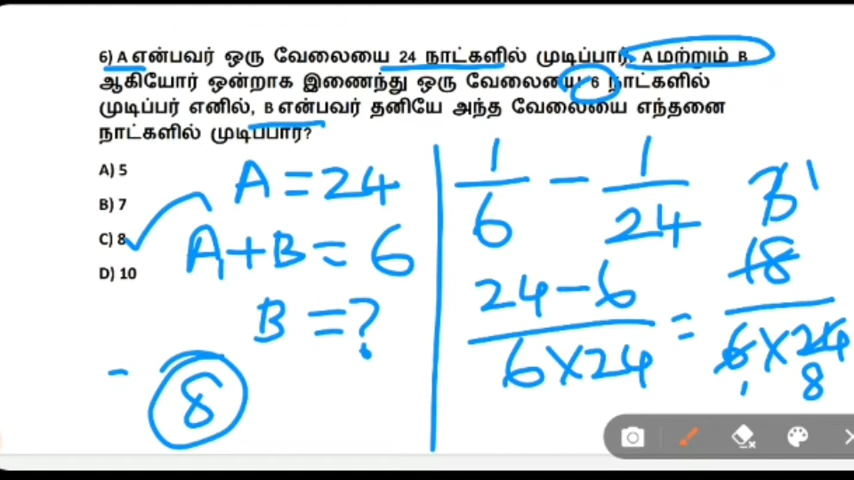 6) A என்பவர் ஒரு வேலையை 24 நாட்களில் முடிப்பார். A மற்றும் B
ஆகியோர் ஒன்றாக இணைந்து ஒரு வேலையை 6 நாட்களில்
முடிப்பர் எனில், B என்பவர் தனியே அந்த வேலையை எந்தனை
நாட்களில் முடிப்பார்?
A) 5
B) 7
C) 8
D) 10
A = 24
A + B = 6
B = ?
8
1/6 - 1/24
24 - 6 / 6 × 24 = 18 / 6 × 24
1
1 8